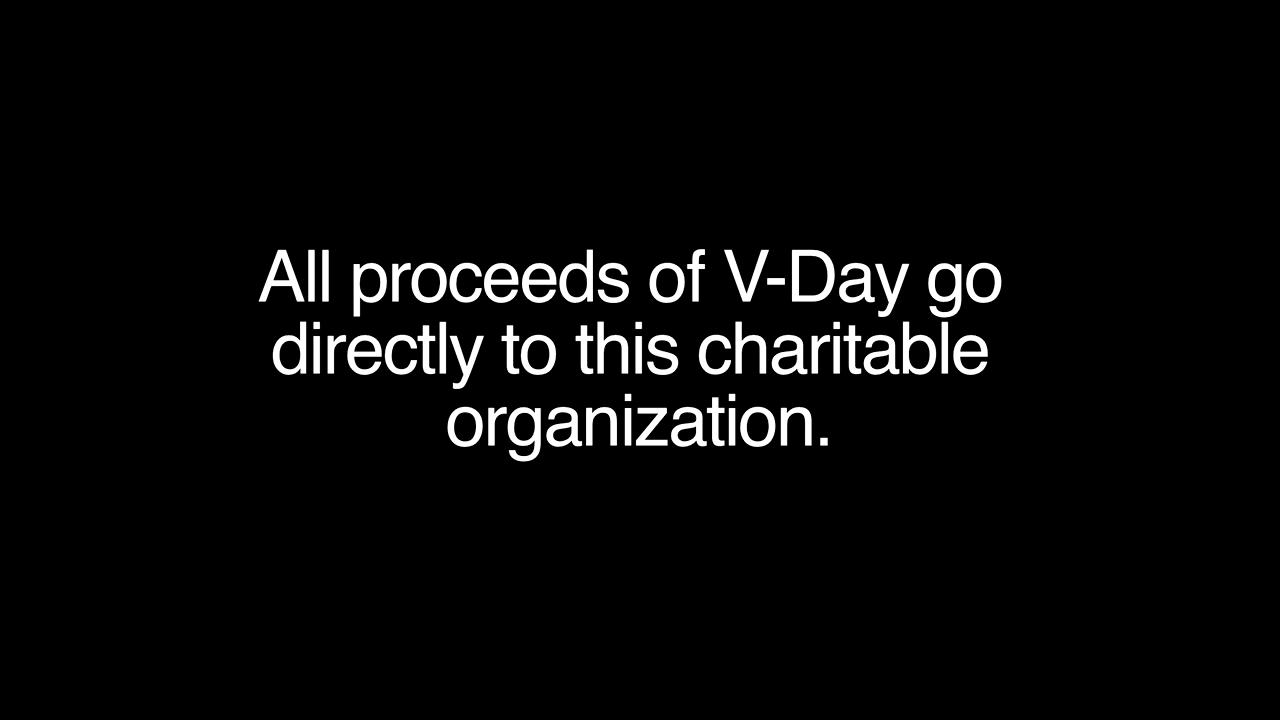 All proceeds of V-Day go
directly to this charitable
organization.